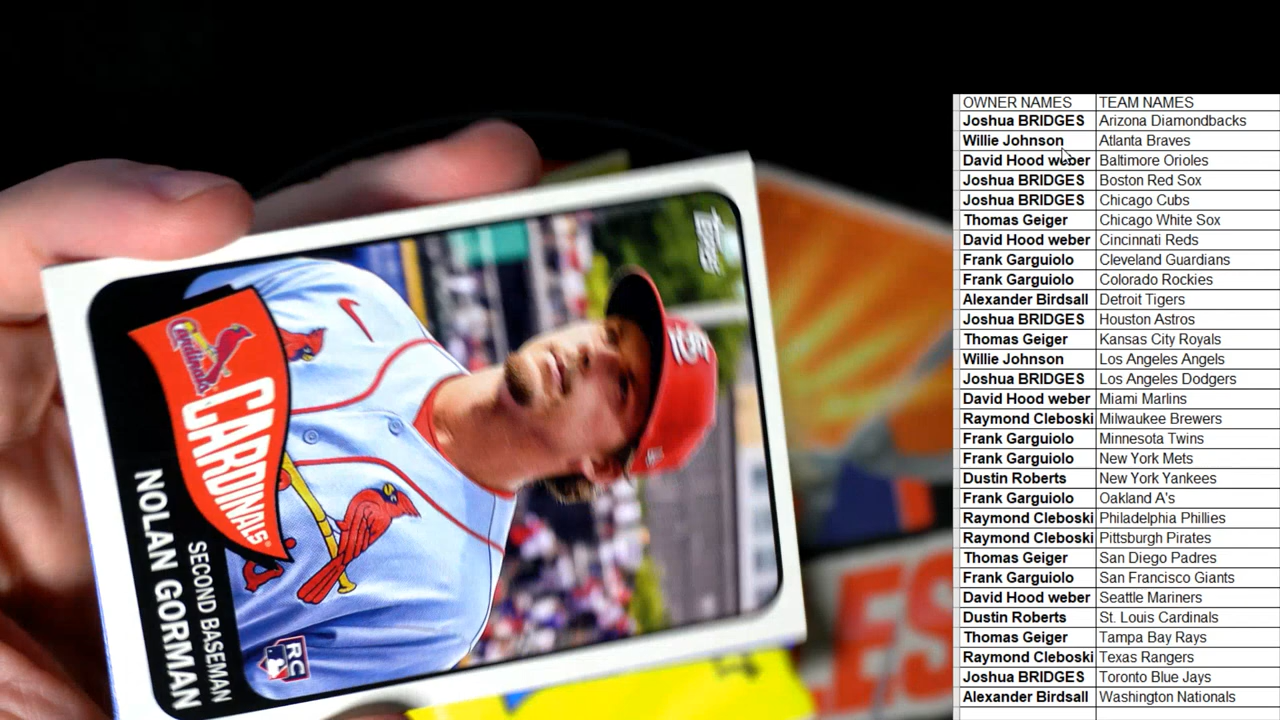 Topps
Cardinals
CARDINALS
SECOND BASEMAN
NOLAN GORMAN
RC
OWNER NAMES TEAM NAMES
Joshua BRIDGES Arizona Diamondbacks
Willie Johnson Atlanta Braves
David Hood weber Baltimore Orioles
Joshua BRIDGES Boston Red Sox
Joshua BRIDGES Chicago Cubs
Thomas Geiger Chicago White Sox
David Hood weber Cincinnati Reds
Frank Garguiolo Cleveland Guardians
Frank Garguiolo Colorado Rockies
Alexander Birdsall Detroit Tigers
Joshua BRIDGES Houston Astros
Thomas Geiger Kansas City Royals
Willie Johnson Los Angeles Angels
Joshua BRIDGES Los Angeles Dodgers
David Hood weber Miami Marlins
Raymond Cleboski Milwaukee Brewers
Frank Garguiolo Minnesota Twins
Frank Garguiolo New York Mets
Dustin Roberts New York Yankees
Frank Garguiolo Oakland A's
Raymond Cleboski Philadelphia Phillies
Raymond Cleboski Pittsburgh Pirates
Thomas Geiger San Diego Padres
Frank Garguiolo San Francisco Giants
David Hood weber Seattle Mariners
Dustin Roberts St. Louis Cardinals
Thomas Geiger Tampa Bay Rays
Raymond Cleboski Texas Rangers
Joshua BRIDGES Toronto Blue Jays
Alexander Birdsall Washington Nationals